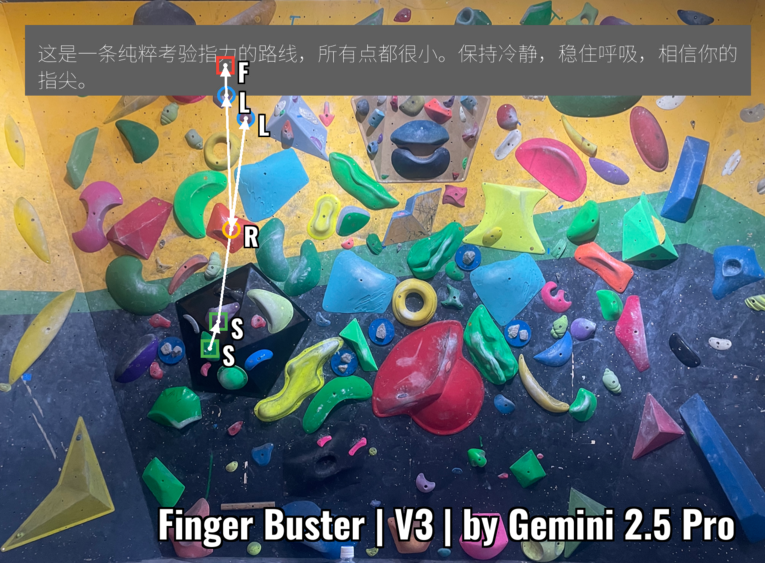 这是一条纯粹考验指力的路线，所有点都很小。保持冷静，稳住呼吸，相信你的
指尖。
F
L
L
R
S
S
Finger Buster | V3 | by Gemini 2.5 Pro